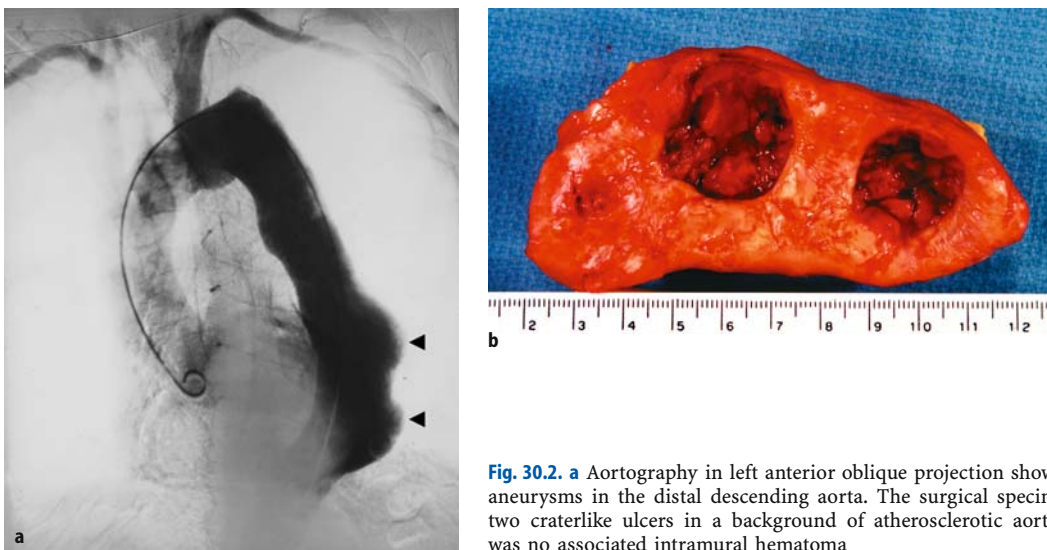 a
2 3 4 5 6 7 8 9 10 11 12
b
Fig. 30.2. a Aortography in left anterior oblique projection show
aneurysms in the distal descending aorta. The surgical specin
two craterlike ulcers in a background of atherosclerotic aort
was no associated intramural hematoma